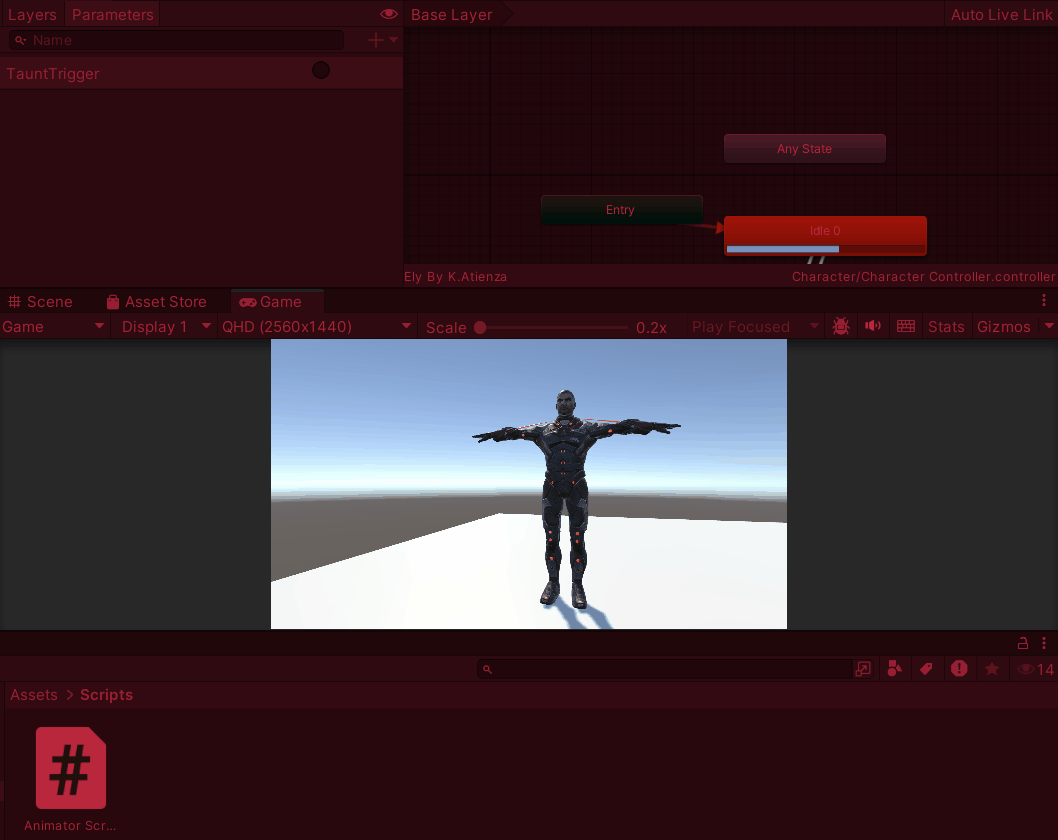 Layers Parameters
Base Layer Auto Live Link
Name
TauntTrigger
Any State
Entry
Idle 0
Ely By K.Atienza Character/Character Controller.controller
Scene Asset Store Game
Game Display 1 QHD (2560x1440) Scale 0.2x Play Focused Stats Gizmos
14
Assets > Scripts
#
Animator Scr...